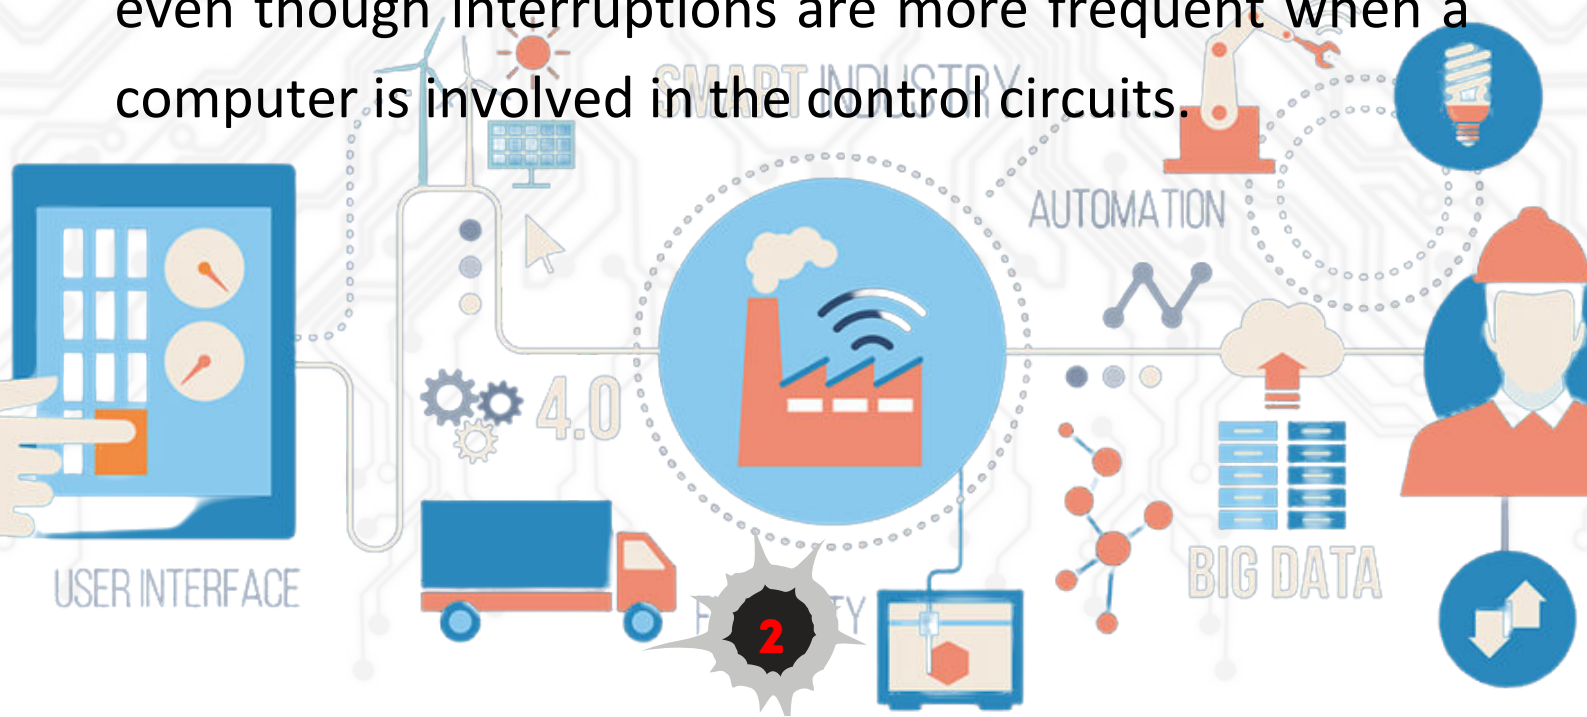 even though interruptions are more frequent when a
computer is involved in the control circuits.
SMART INDUSTRY
AUTOMATION
4.0
USER INTERFACE
BIG DATA
2